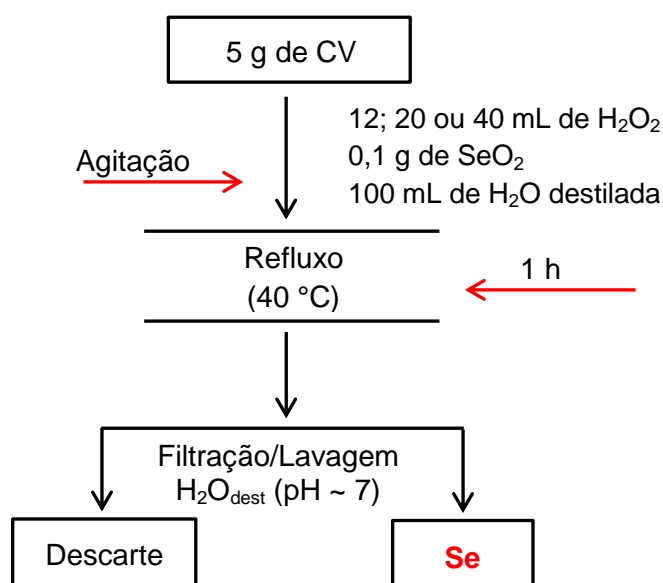 5 g de CV
12; 20 ou 40 mL de H₂O₂
0,1 g de SeO₂
100 mL de H₂O destilada
Agitação
Refluxo
(40 °C)
1 h
Filtração/Lavagem
H₂O_dest (pH ~ 7)
Descarte
Se